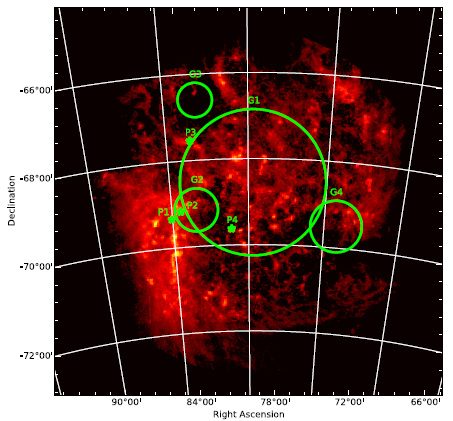 G3
-66°00'
G1
P3
-68°00'
G2
G4
P1
P2
P4
Declination
-70°00'
-72°00'
90°00' 84°00' 78°00' 72°00' 66°00'
Right Ascension